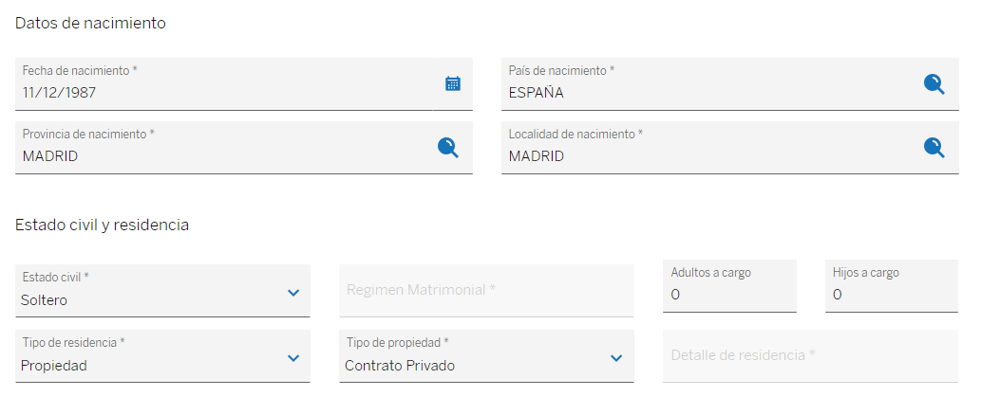 Datos de nacimiento
Fecha de nacimiento *
11/12/1987
País de nacimiento *
ESPAÑA
Provincia de nacimiento *
MADRID
Localidad de nacimiento *
MADRID
Estado civil y residencia
Estado civil *
Soltero
Regimen Matrimonial *
Adultos a cargo
0
Hijos a cargo
0
Tipo de residencia *
Propiedad
Tipo de propiedad *
Contrato Privado
Detalle de residencia *